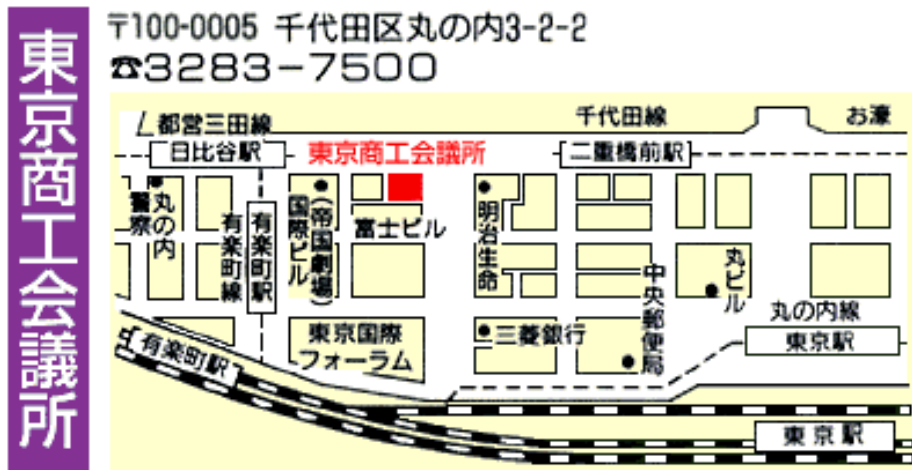 東京商工会議所
〒100-0005 千代田区丸の内3-2-2
☎3283-7500
都営三田線
千代田線
お濠
日比谷駅
東京商工会議所
二重橋前駅
丸の内
警察
有楽町線
有楽町駅
国際ビル
(帝国劇場)
富士ビル
明治生命
中央郵便局
丸ビル
丸の内線
東京駅
東京国際
フォーラム
三菱銀行
有楽町駅
東京駅